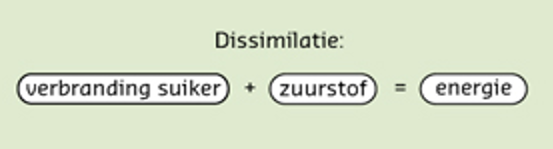 Dissimilatie:
verbranding suiker + zuurstof = energie